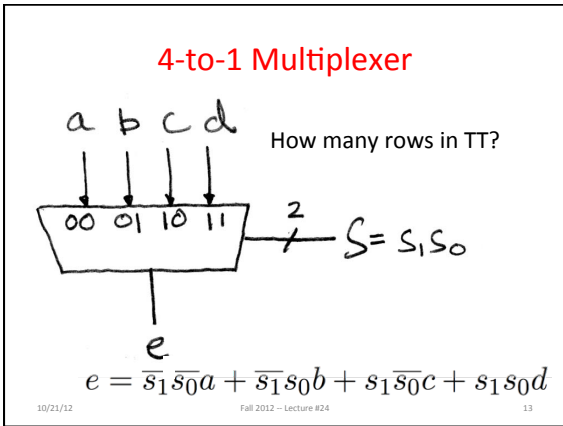 4-to-1 Multiplexer
a b c d
How many rows in TT?
00 01 10 11
2
S = s₁s₀
e
e = s̅₁s̅₀a + s̅₁s₀b + s₁s̅₀c + s₁s₀d
10/21/12 Fall 2012 -- Lecture #24 13